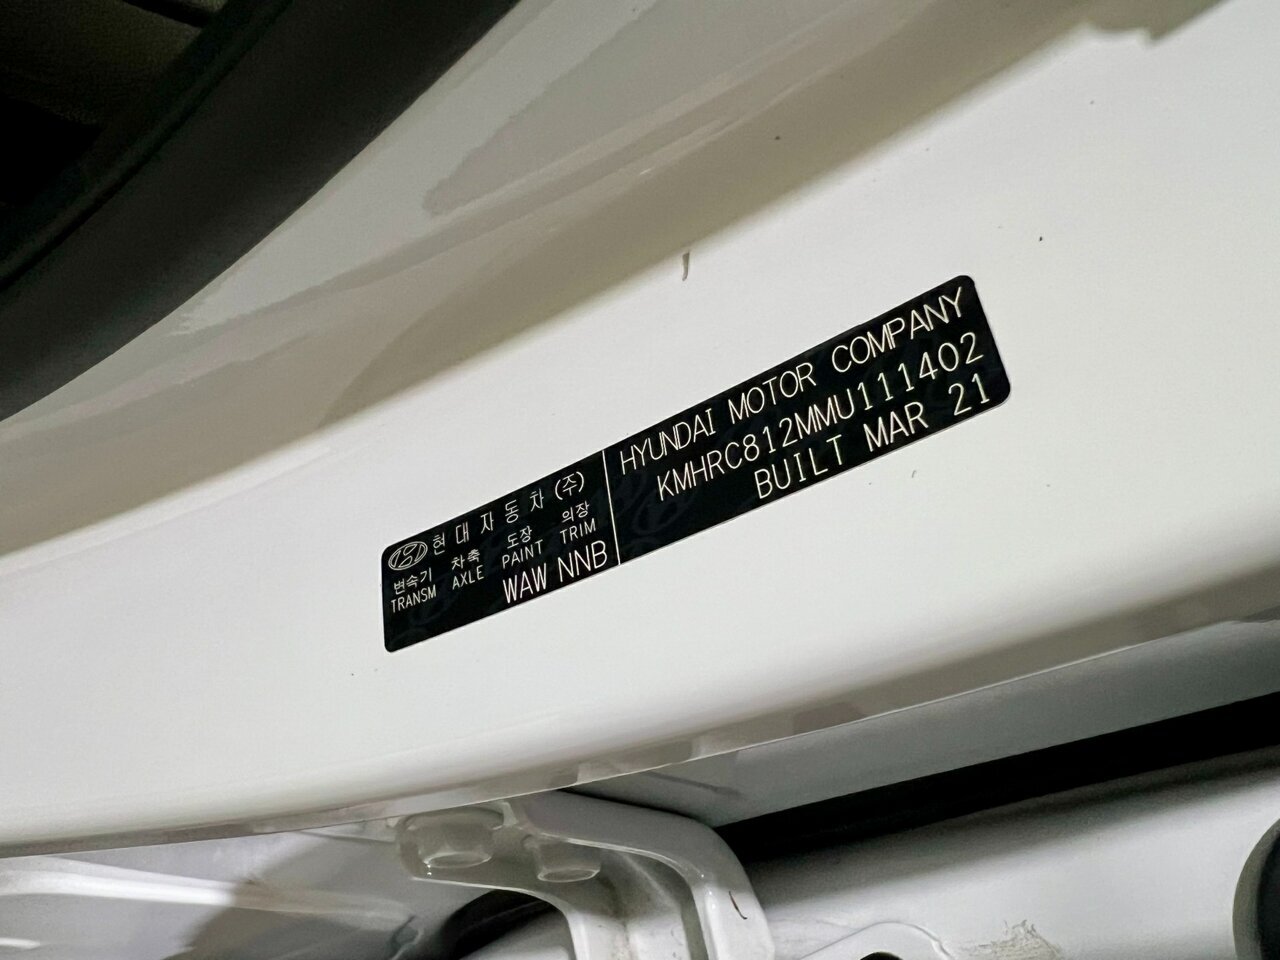 현대자동차(주)
변속기 차축 도장 의장
TRANSM AXLE PAINT TRIM
WAW NNB
HYUNDAI MOTOR COMPANY
KMHRC812MMU111402
BUILT MAR 21